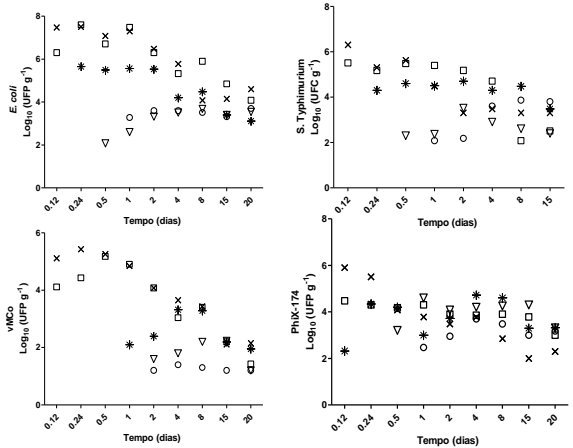 E. coli
Log10 (UFP g-1)
8
6
4
2
0
0.12 0.24 0.5 1 2 4 8 15 20
Tempo (dias)
S. Typhimurium
Log10 (UFC g-1)
8
6
4
2
0
0.12 0.24 0.5 1 2 4 8 15
Tempo (dias)
vMCo
Log10 (UFP g-1)
6
4
2
0
0.12 0.24 0.5 1 2 4 8 15 20
Tempo (dias)
PhiX-174
Log10 (UFP g-1)
8
6
4
2
0
0.12 0.24 0.5 1 2 4 8 15 20
Tempo (dias)